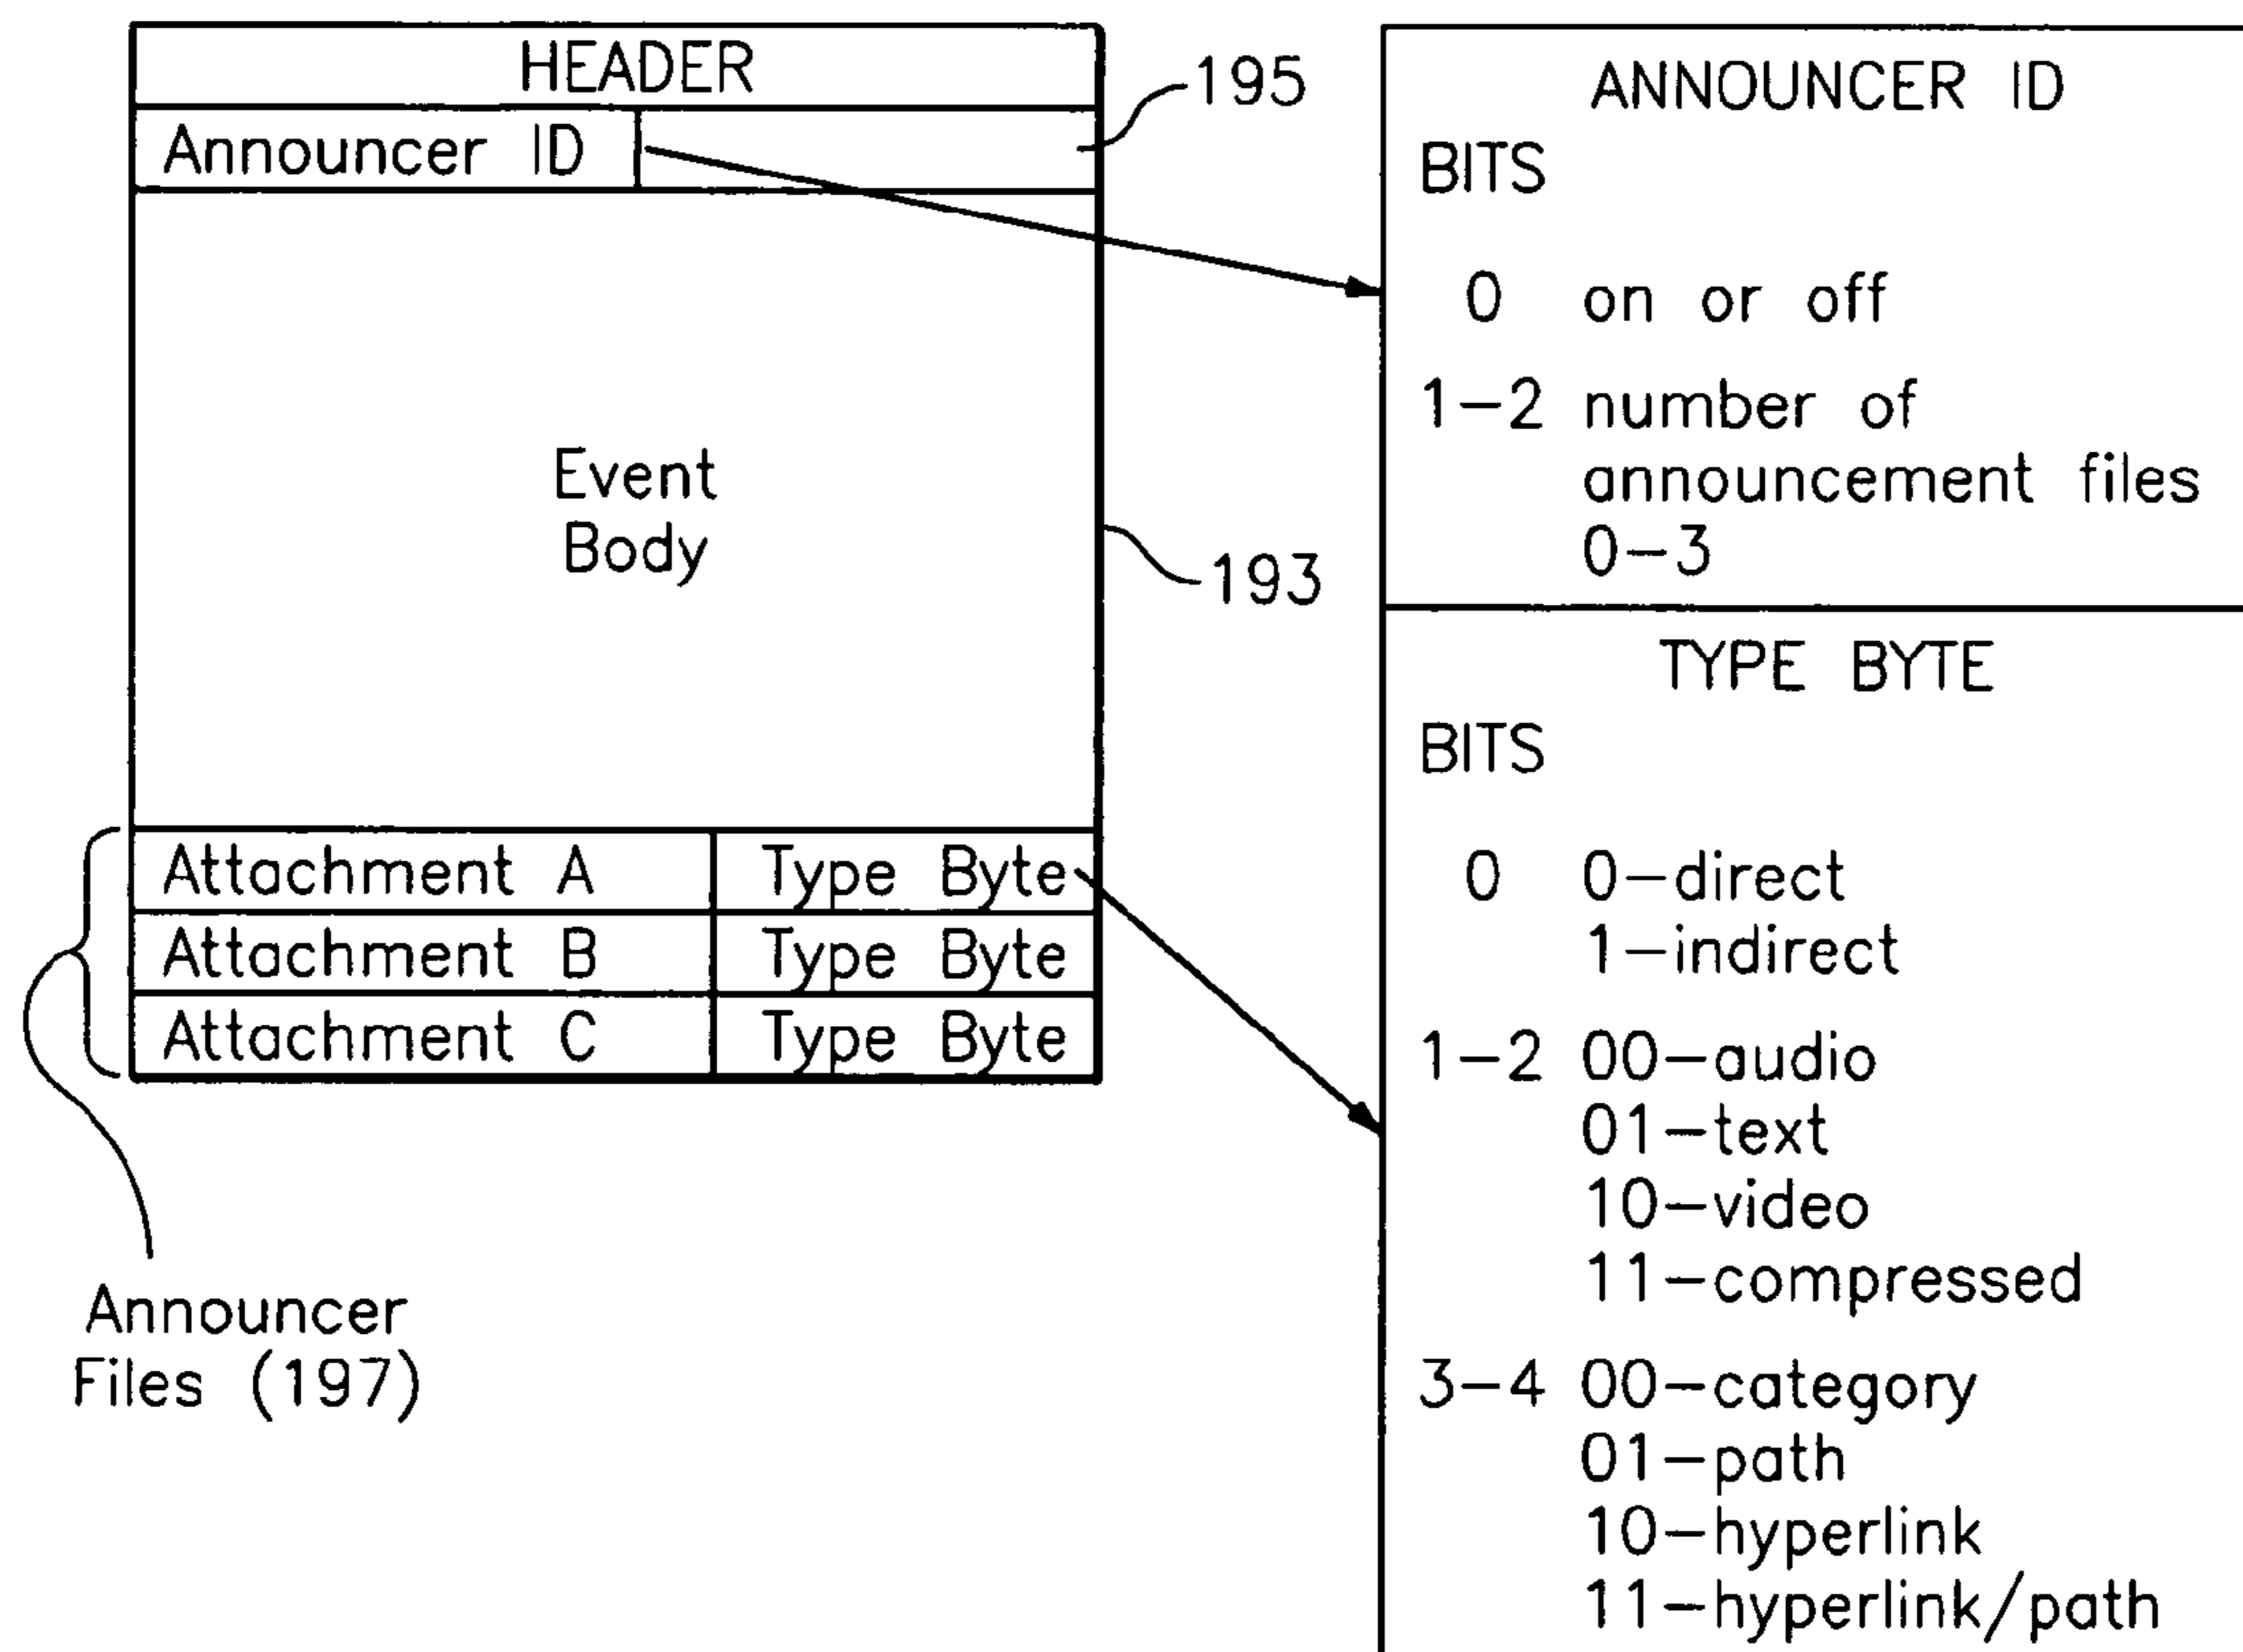 HEADER
Announcer ID
195
Event
Body
193
Attachment A Type Byte
Attachment B Type Byte
Attachment C Type Byte
Announcer
Files (197)
ANNOUNCER ID
BITS
0 on or off
1-2 number of
announcement files
0-3
TYPE BYTE
BITS
0 0-direct
1-indirect
1-2 00-audio
01-text
10-video
11-compressed
3-4 00-category
01-path
10-hyperlink
11-hyperlink/path